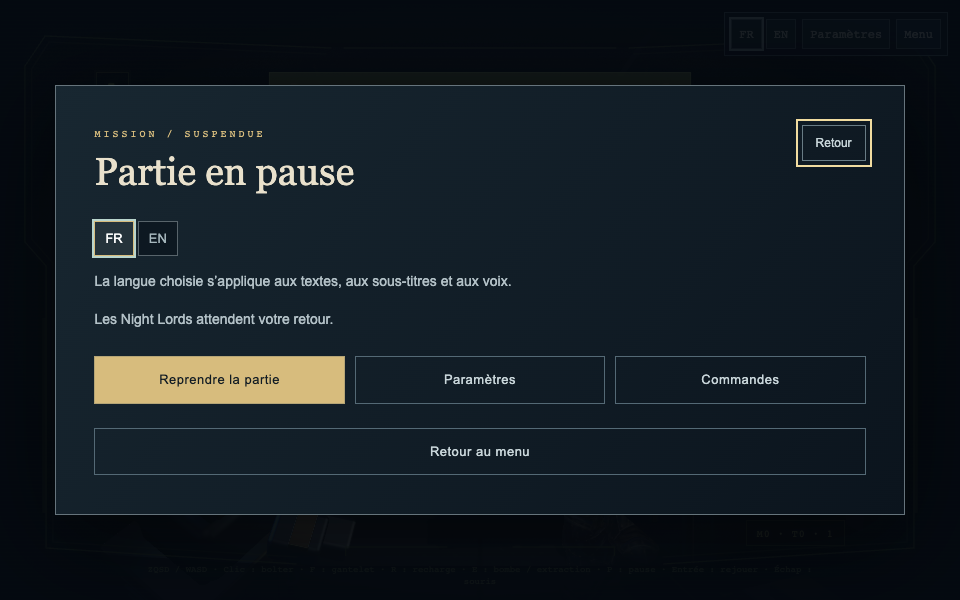 FR EN Paramètres Menu
MISSION / SUSPENDUE
Retour
Partie en pause
FR EN
La langue choisie s’applique aux textes, aux sous-titres et aux voix.
Les Night Lords attendent votre retour.
Reprendre la partie
Paramètres
Commandes
Retour au menu